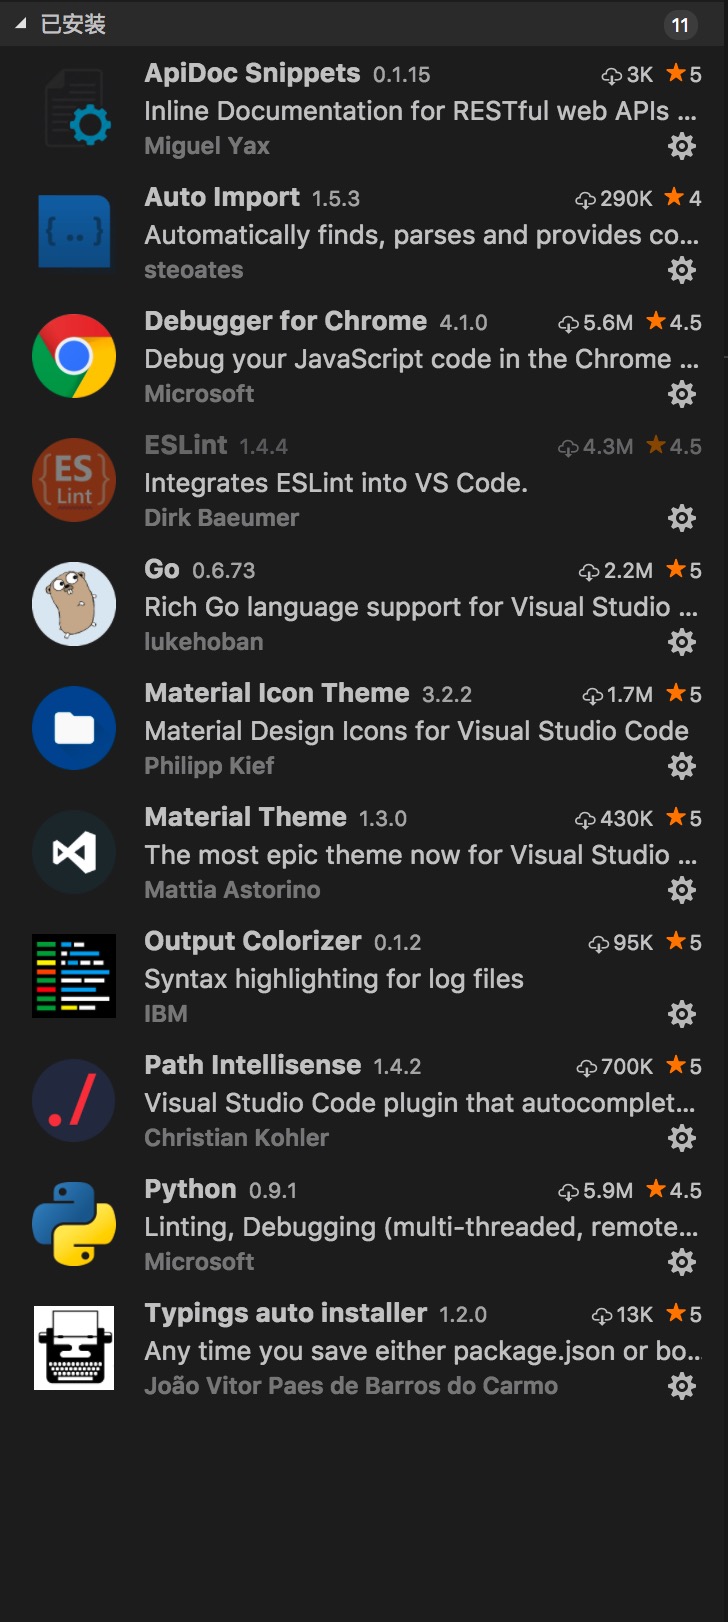 已安装 11
ApiDoc Snippets 0.1.15 3K 5
Inline Documentation for RESTful web APIs ...
Miguel Yax
Auto Import 1.5.3 290K 4
{..}
Automatically finds, parses and provides co...
steoates
Debugger for Chrome 4.1.0 5.6M 4.5
Debug your JavaScript code in the Chrome ...
Microsoft
ESLint 1.4.4 4.3M 4.5
{ES}
Lint
Integrates ESLint into VS Code.
Dirk Baeumer
Go 0.6.73 2.2M 5
Rich Go language support for Visual Studio ...
lukehoban
Material Icon Theme 3.2.2 1.7M 5
Material Design Icons for Visual Studio Code
Philipp Kief
Material Theme 1.3.0 430K 5
The most epic theme now for Visual Studio ...
Mattia Astorino
Output Colorizer 0.1.2 95K 5
Syntax highlighting for log files
IBM
Path Intellisense 1.4.2 700K 5
./
Visual Studio Code plugin that autocomplet...
Christian Kohler
Python 0.9.1 5.9M 4.5
Linting, Debugging (multi-threaded, remote...
Microsoft
Typings auto installer 1.2.0 13K 5
Any time you save either package.json or bo...
João Vitor Paes de Barros do Carmo